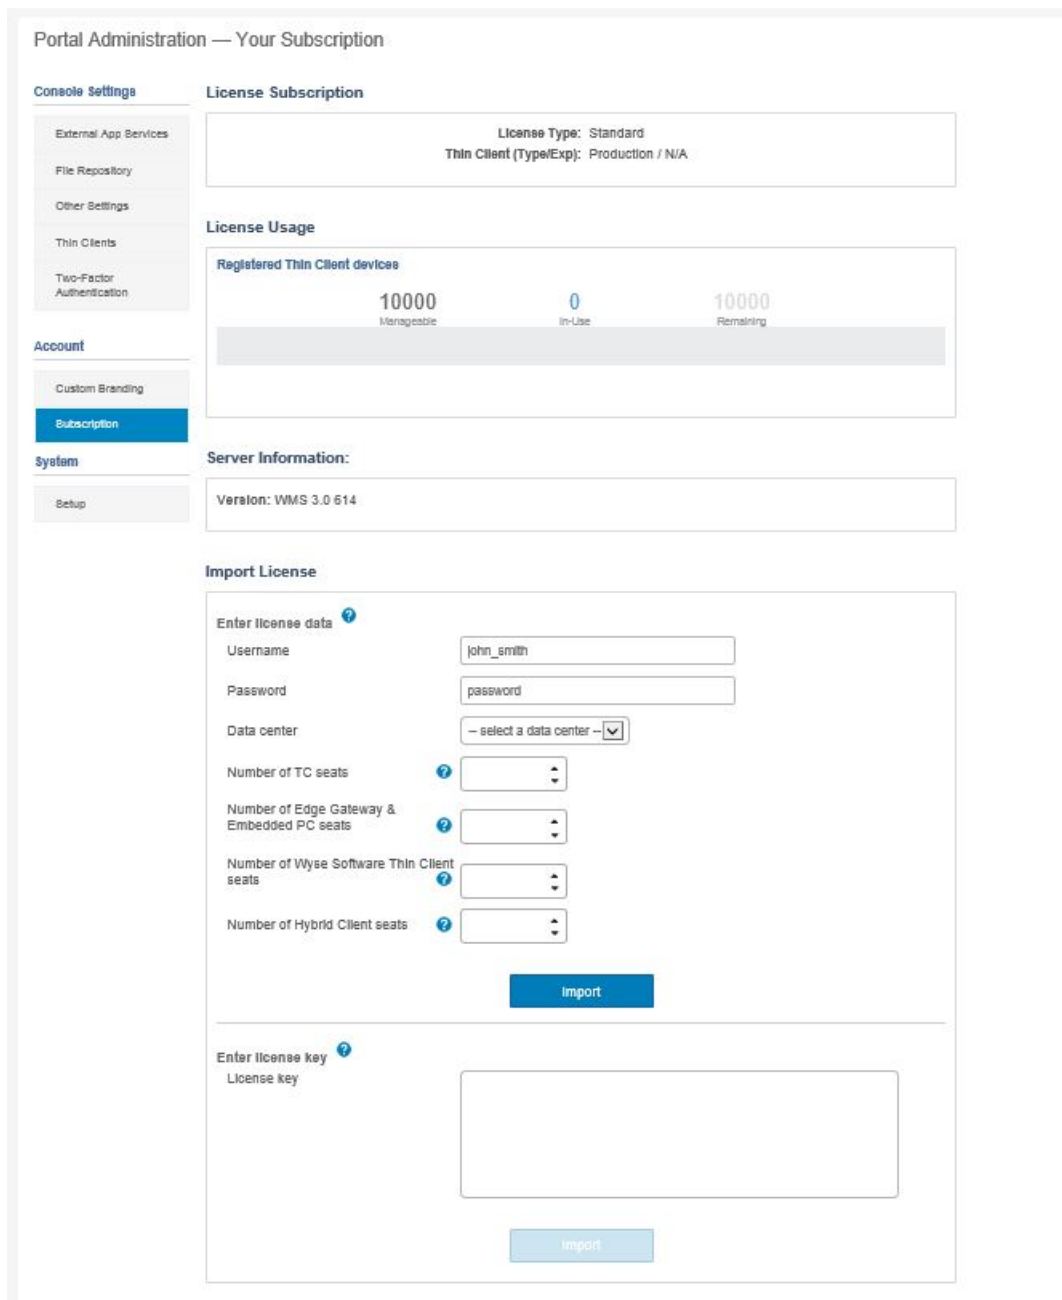 Portal Administration — Your Subscription
Console Settings
External App Services
File Repository
Other Settings
Thin Clients
Two-Factor
Authentication
Account
Custom Branding
Subscription
System
Setup
License Subscription
License Type: Standard
Thin Client (Type/Exp): Production / N/A
License Usage
Registered Thin Client devices
10000 0 10000
Manageable In-Use Remaining
Server Information:
Version: WMS 3.0 614
Import License
Enter license data ?
Username john_smith
Password password
Data center -- select a data center --
Number of TC seats ?
Number of Edge Gateway &
Embedded PC seats ?
Number of Wyse Software Thin Client
seats ?
Number of Hybrid Client seats ?
Import
Enter license key ?
License key
Import